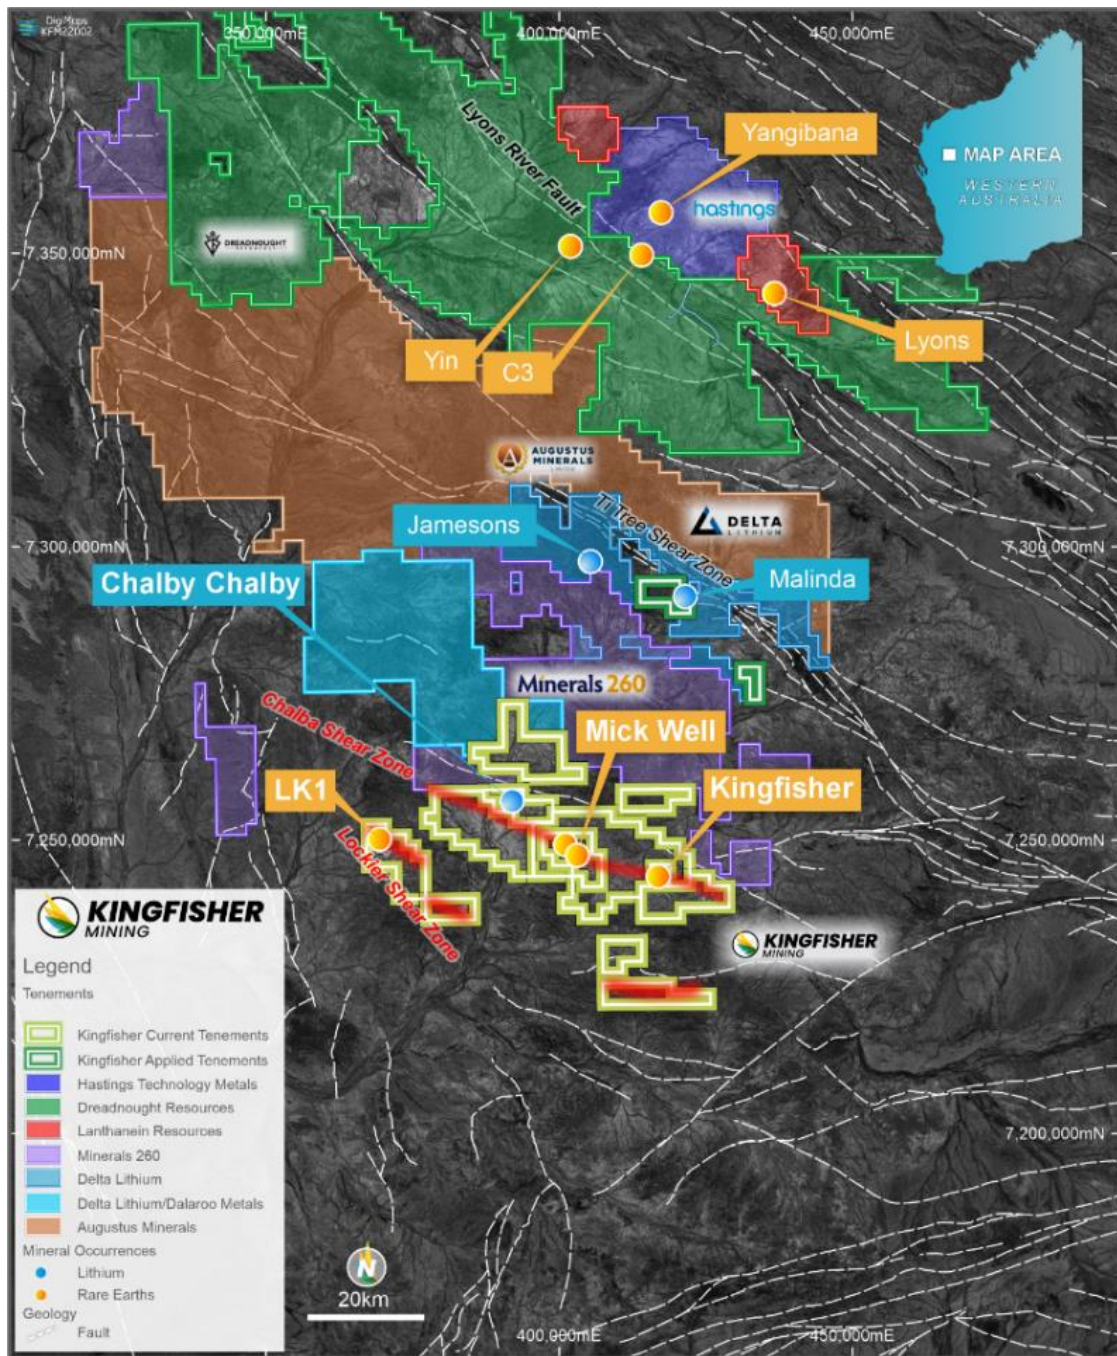 Dig Maps
KFM22002
350,000mE
400,000mE
450,000mE
MAP AREA
WESTERN
AUSTRALIA
Lyons River Fault
Yangibana
hastings
DREADNOUGHT
RESOURCES
7,350,000mN
Yin
C3
Lyons
AUGUSTUS
MINERALS
DELTA
LITHIUM
Ti Tree Shear Zone
Jamesons
Malinda
7,300,000mN
7,300,000mN
Chalby Chalby
Minerals 260
Chalba Shear Zone
Mick Well
LK1
Kingfisher
7,250,000mN
7,250,000mN
Lockier Shear Zone
KINGFISHER
MINING
KINGFISHER
MINING
Legend
Tenements
Kingfisher Current Tenements
Kingfisher Applied Tenements
Hastings Technology Metals
Dreadnought Resources
Lanthanein Resources
Minerals 260
Delta Lithium
Delta Lithium/Dalaroo Metals
Augustus Minerals
Mineral Occurrences
Lithium
Rare Earths
Geology
Fault
7,200,000mN
N
20km
400,000mE
450,000mE